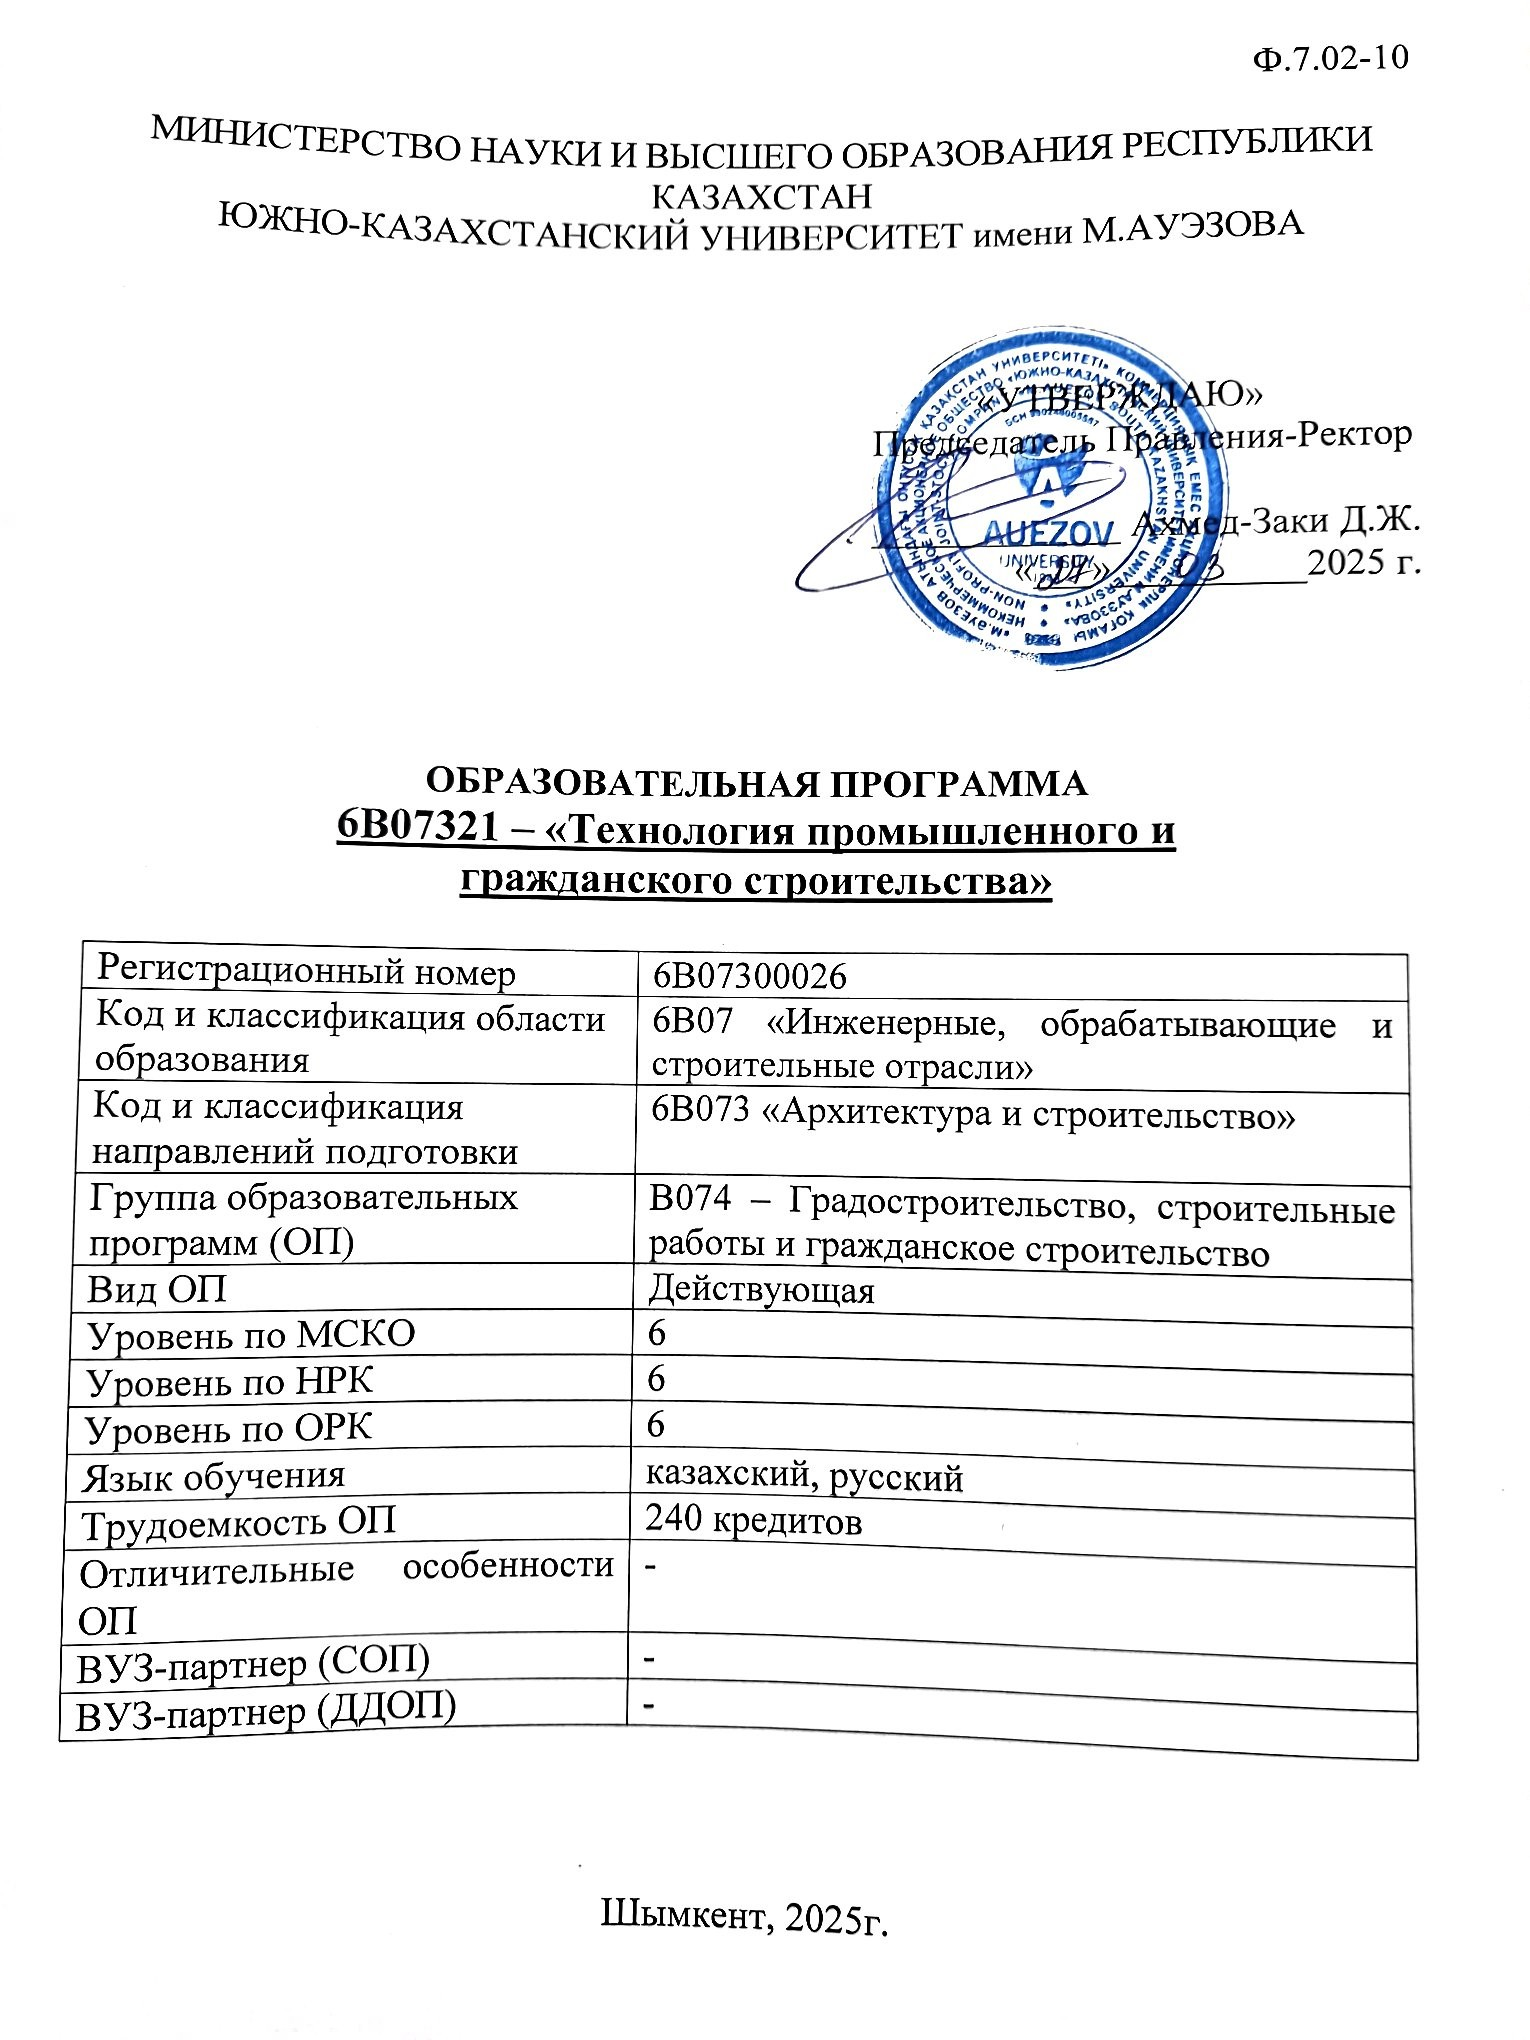 Ф.7.02-10
МИНИСТЕРСТВО НАУКИ И ВЫСШЕГО ОБРАЗОВАНИЯ РЕСПУБЛИКИ
КАЗАХСТАН
ЮЖНО-КАЗАХСТАНСКИЙ УНИВЕРСИТЕТ имени М.АУЭЗОВА
«УТВЕРЖДАЮ»
Председатель Правления-Ректор
Ахмед-Заки Д.Ж.
«27» 03 2025 г.
AUEZOV
UNIVERSITY
ОБРАЗОВАТЕЛЬНАЯ ПРОГРАММА
6В07321 – «Технология промышленного и
гражданского строительства»
Регистрационный номер 6В07300026
Код и классификация области 6В07 «Инженерные, обрабатывающие и
образования строительные отрасли»
Код и классификация 6В073 «Архитектура и строительство»
направлений подготовки
Группа образовательных В074 – Градостроительство, строительные
программ (ОП) работы и гражданское строительство
Вид ОП Действующая
Уровень по МСКО 6
Уровень по НРК 6
Уровень по ОРК 6
Язык обучения казахский, русский
Трудоемкость ОП 240 кредитов
Отличительные особенности -
ОП
ВУЗ-партнер (СОП) -
ВУЗ-партнер (ДДОП) -
Шымкент, 2025г.